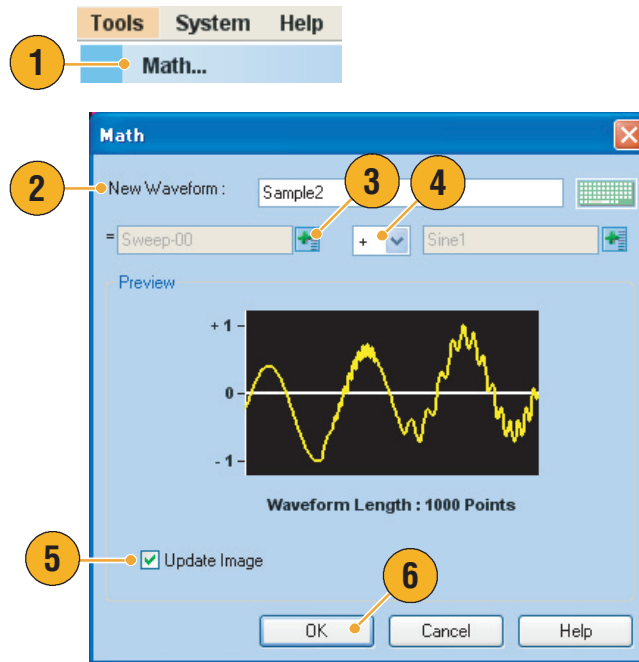 Tools System Help
1
Math...
Math
2
New Waveform :
Sample2
3
4
= Sweep-00
+
Sine1
Preview
+ 1
0
- 1
Waveform Length : 1000 Points
5
Update Image
6
OK
Cancel
Help